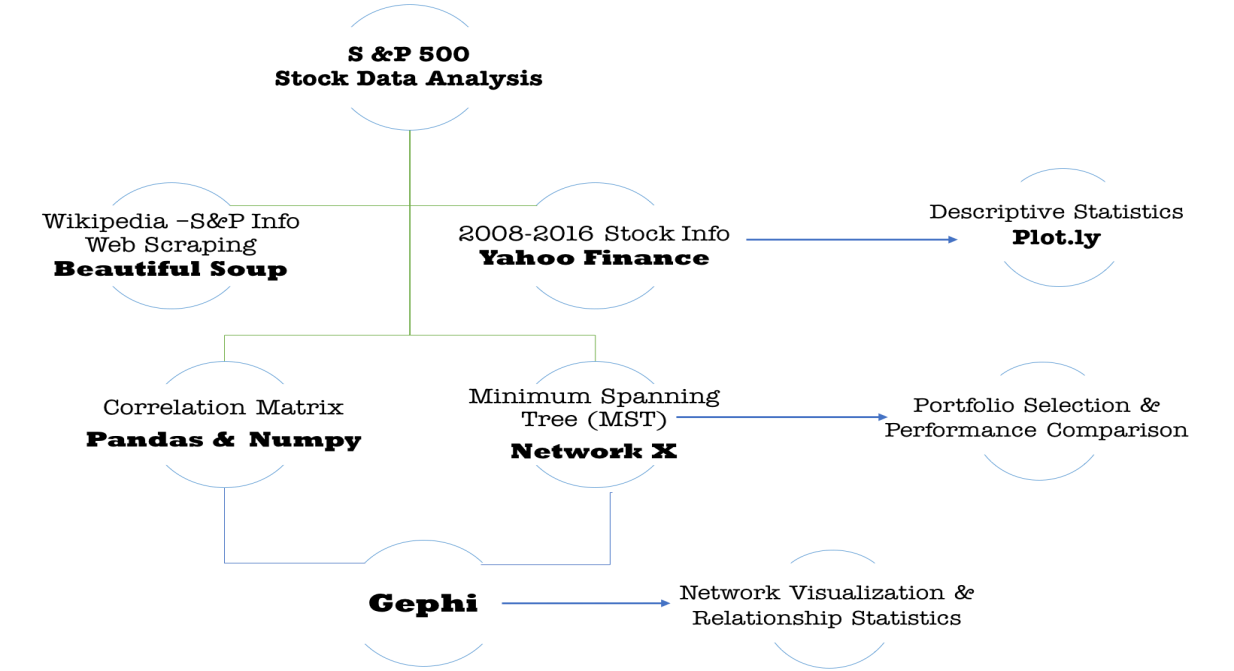 S &P 500
Stock Data Analysis
Wikipedia –S&P Info
Web Scraping
Beautiful Soup
2008-2016 Stock Info
Yahoo Finance
Descriptive Statistics
Plot.ly
Correlation Matrix
Pandas & Numpy
Minimum Spanning
Tree (MST)
Network X
Portfolio Selection &
Performance Comparison
Gephi
Network Visualization &
Relationship Statistics